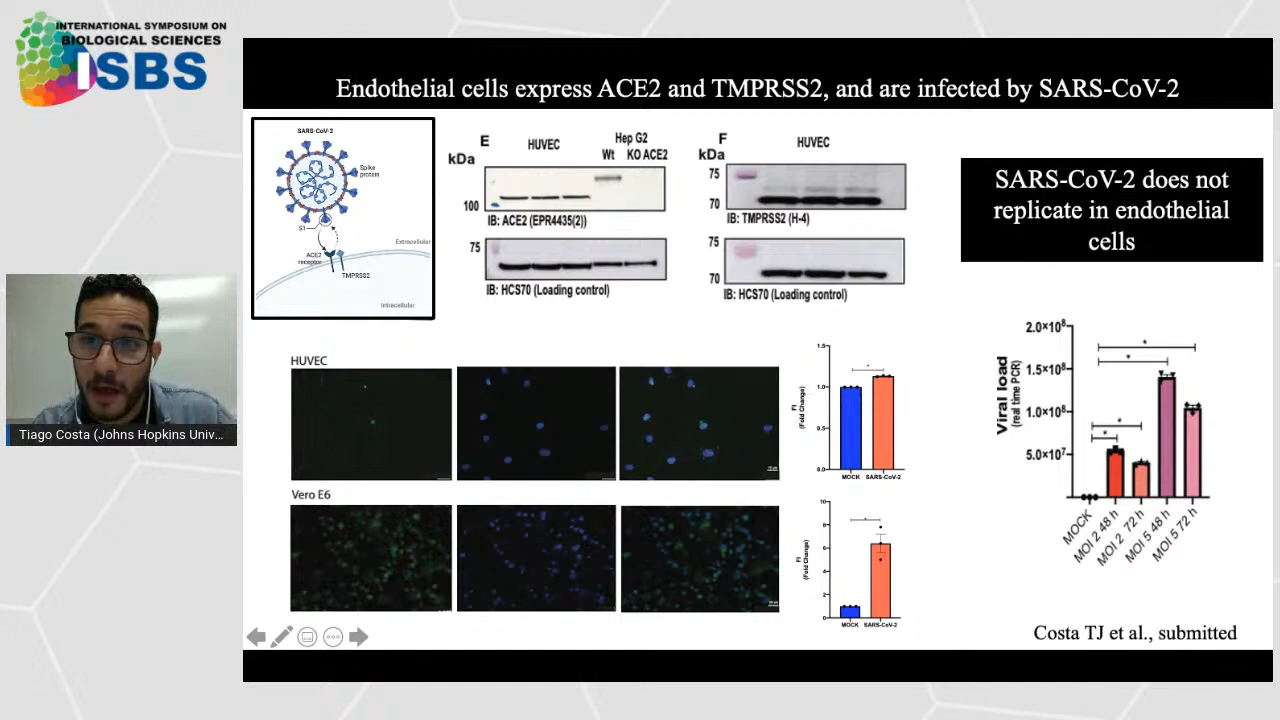 INTERNATIONAL SYMPOSIUM ON
BIOLOGICAL SCIENCES
ISBS
Endothelial cells express ACE2 and TMPRSS2, and are infected by SARS-CoV-2
SARS-CoV-2
Spike
protein
S1
Extracellular
ACE2
receptor
TMPRSS2
Intracellular
E
HUVEC
Hep G2
Wt
KO ACE2
kDa
100
IB: ACE2 (EPR4435(2))
75
IB: HCS70 (Loading control)
F
HUVEC
kDa
75
70
IB: TMPRSS2 (H-4)
75
70
IB: HCS70 (Loading control)
SARS-CoV-2 does not
replicate in endothelial
cells
HUVEC
Vero E6
FI
(Fold Change)
1.5
1.0
0.5
0.0
*
MOCK
SARS-CoV-2
FI
(Fold Change)
10
8
6
4
2
0
*
MOCK
SARS-CoV-2
Viral load
(real time PCR)
2.0×10⁸
1.5×10⁸
1.0×10⁸
5.0×10⁷
*
*
*
*
MOCK
MOI 2 48 h
MOI 2 72 h
MOI 5 48 h
MOI 5 72 h
Costa TJ et al., submitted
Tiago Costa (Johns Hopkins Univ...